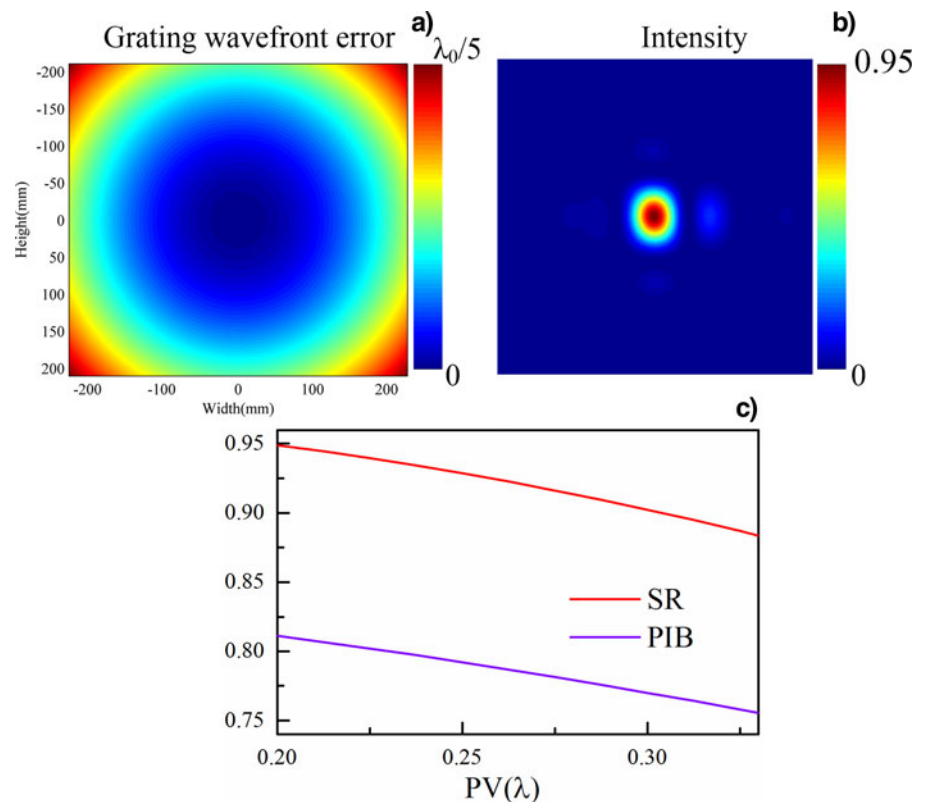 a)
Grating wavefront error
λ₀/5
-200
-150
-100
-50
0
50
100
150
200
Height(mm)
-200 -100 0 100 200
Width(mm)
0
b)
Intensity
0.95
0
c)
0.95
0.90
0.85
0.80
0.75
SR
PIB
0.20 0.25 0.30
PV(λ)